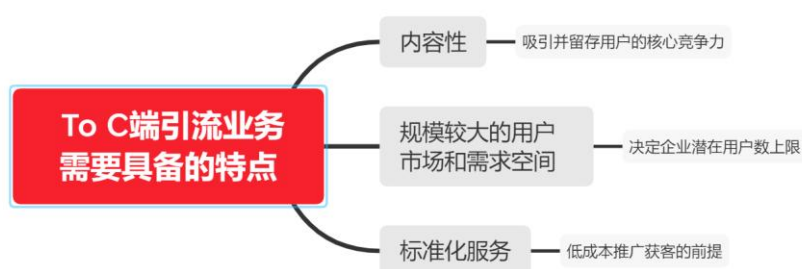 To C端引流业务
需要具备的特点
内容性
吸引并留存用户的核心竞争力
规模较大的用户
市场和需求空间
决定企业潜在用户数上限
标准化服务
低成本推广获客的前提